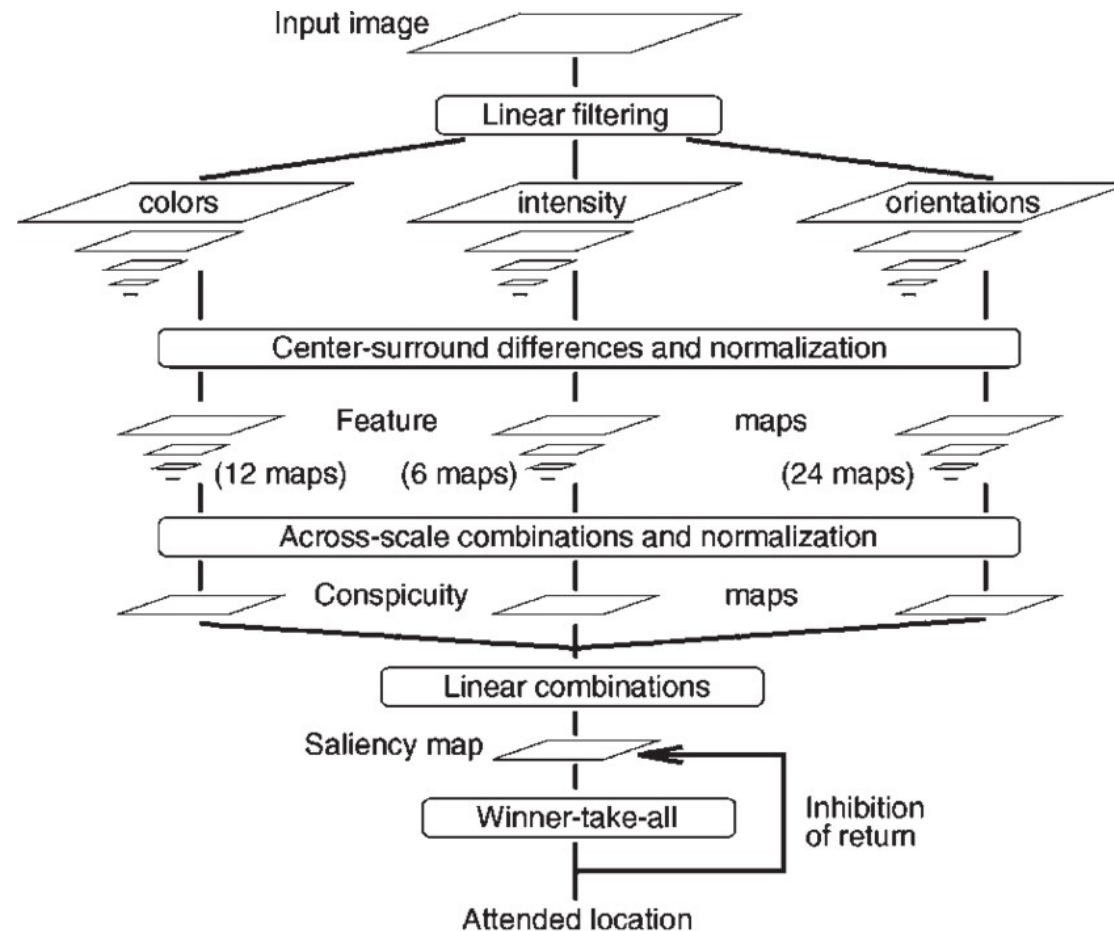 Input image
Linear filtering
colors intensity orientations
Center-surround differences and normalization
Feature maps
(12 maps) (6 maps) (24 maps)
Across-scale combinations and normalization
Conspicuity maps
Linear combinations
Saliency map
Winner-take-all
Inhibition
of return
Attended location